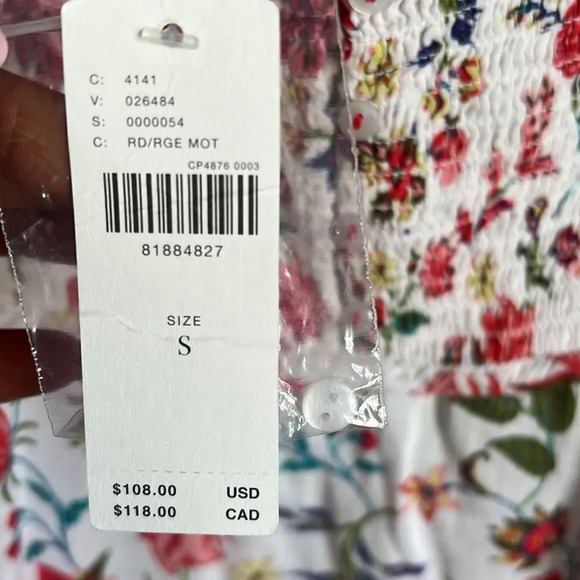 C: 4141
V: 026484
S: 0000054
C: RD/RGE MOT
CP4876 0003
81884827
SIZE
S
$108.00 USD
$118.00 CAD